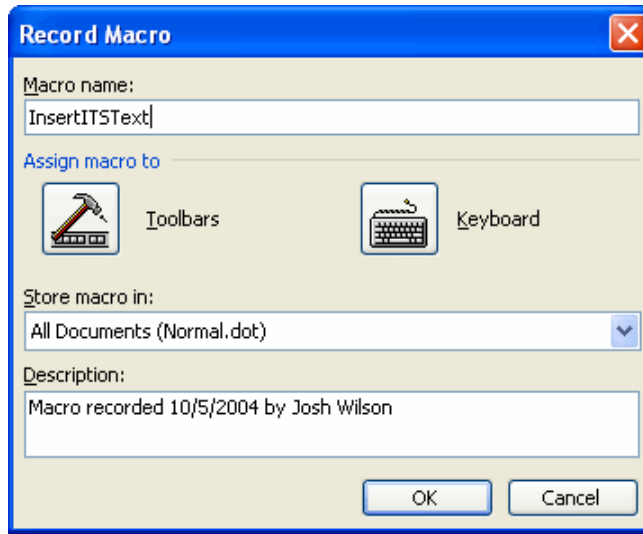 Record Macro
Macro name:
InsertITSText
Assign macro to
Toolbars Keyboard
Store macro in:
All Documents (Normal.dot)
Description:
Macro recorded 10/5/2004 by Josh Wilson
OK Cancel